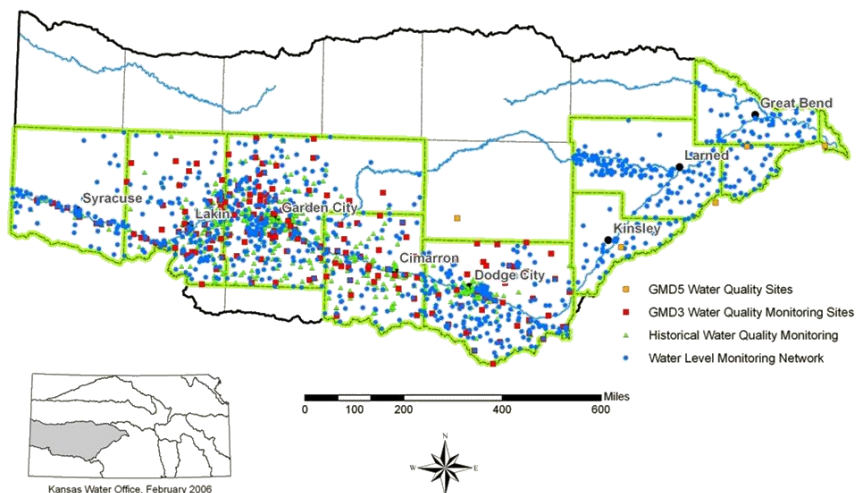 Great Bend
Larned
Syracuse
Lakin
Garden City
Kinsley
Cimarron
Dodge City
GMD5 Water Quality Sites
GMD3 Water Quality Monitoring Sites
Historical Water Quality Monitoring
Water Level Monitoring Network
Miles
0 100 200 400 600
N
W E
S
Kansas Water Office, February 2006